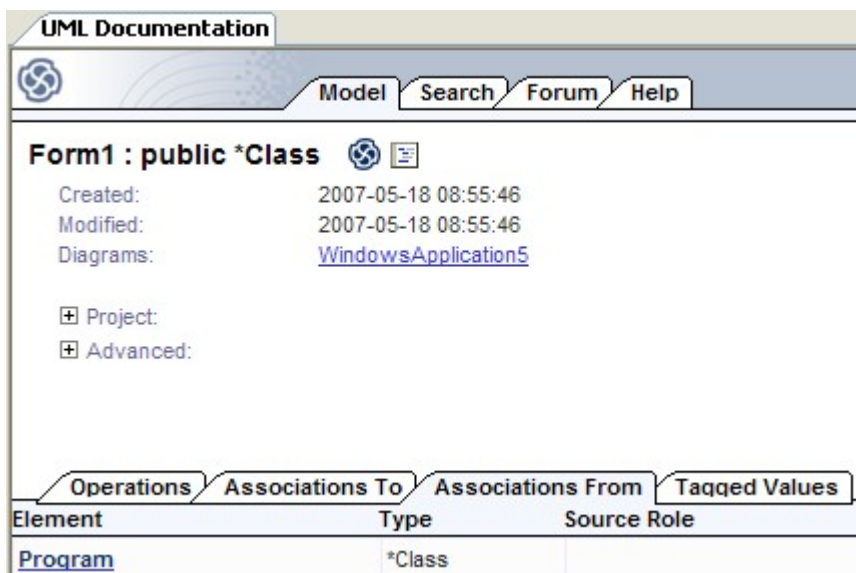 UML Documentation
Model Search Forum Help
Form1 : public *Class
Created: 2007-05-18 08:55:46
Modified: 2007-05-18 08:55:46
Diagrams: WindowsApplication5
Project:
Advanced:
Operations Associations To Associations From Tagged Values
Element Type Source Role
Program *Class